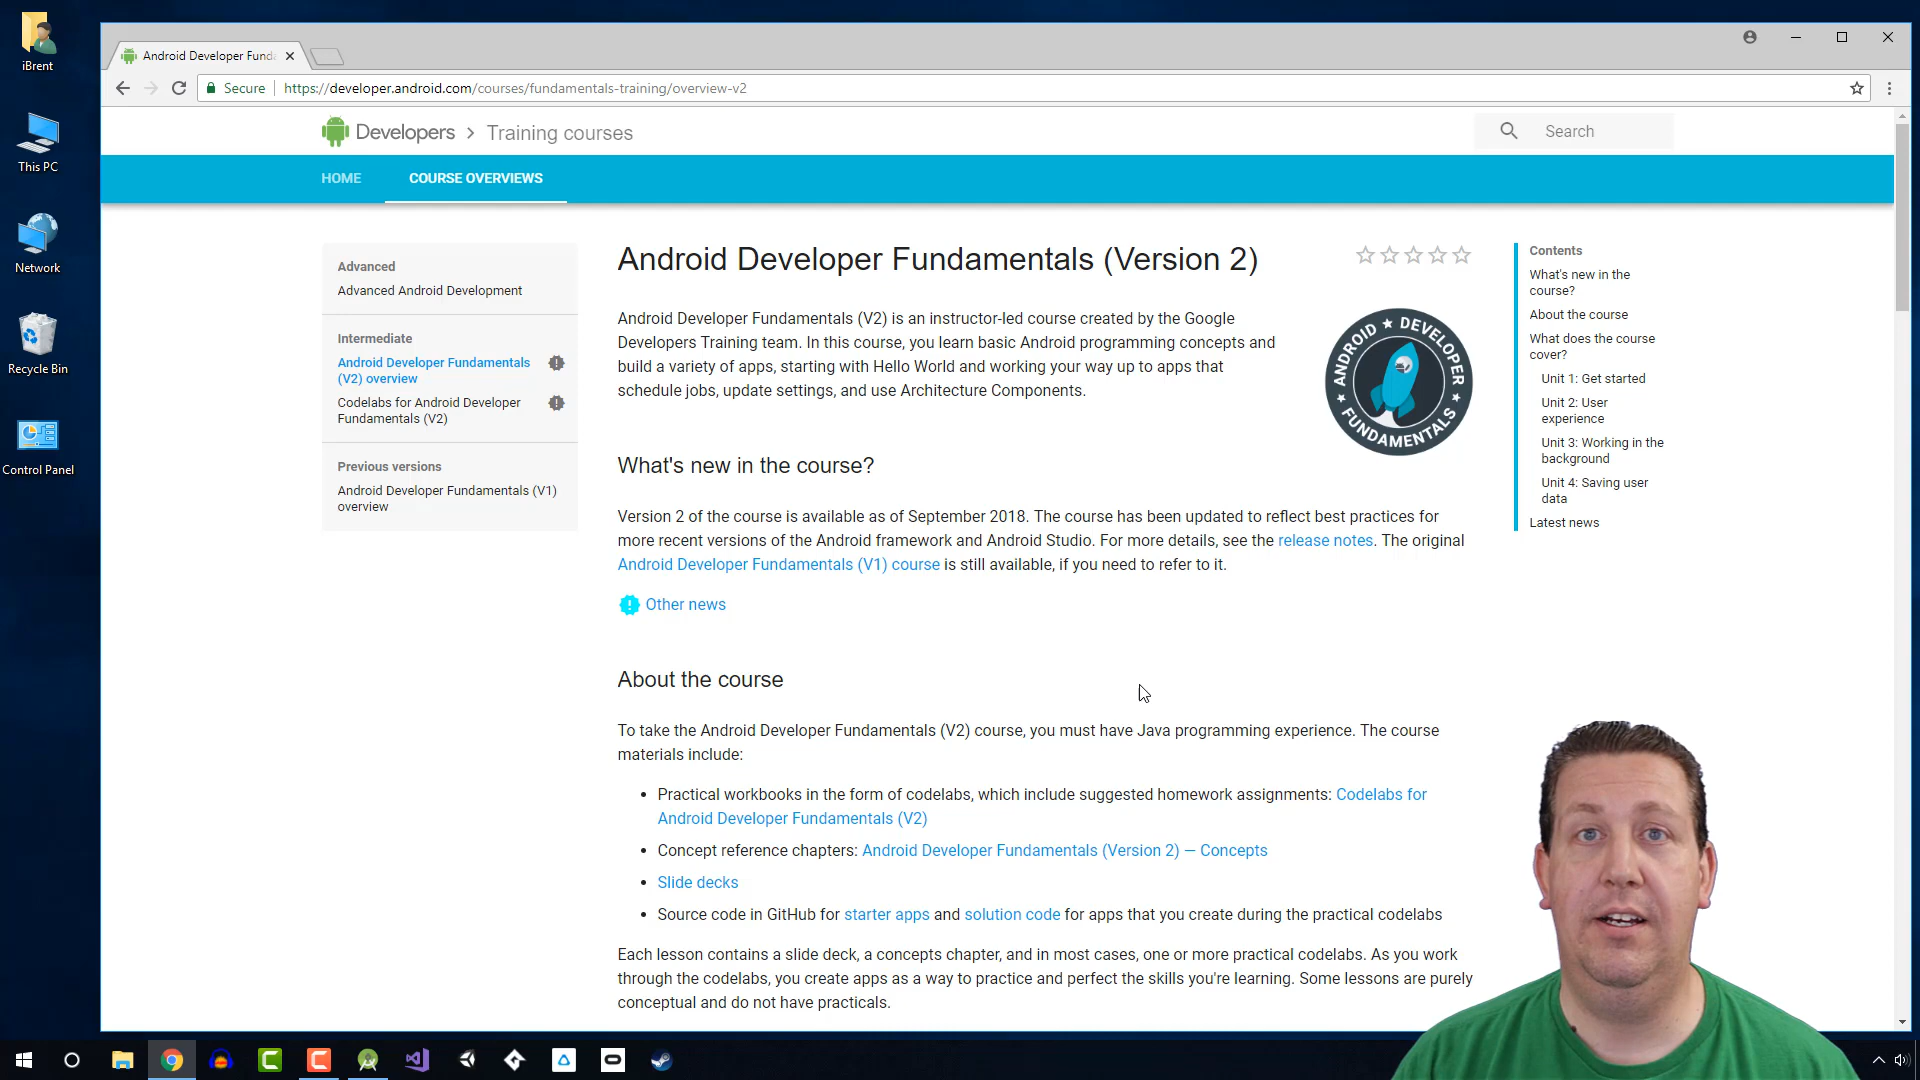 iBrent
This PC
Network
Recycle Bin
Control Panel
Android Developer Funda
Secure
https://developer.android.com/courses/fundamentals-training/overview-v2
Developers > Training courses
Search
HOME
COURSE OVERVIEWS
Advanced
Advanced Android Development
Intermediate
Android Developer Fundamentals
(V2) overview
Codelabs for Android Developer
Fundamentals (V2)
Previous versions
Android Developer Fundamentals (V1)
overview
Android Developer Fundamentals (Version 2)
Android Developer Fundamentals (V2) is an instructor-led course created by the Google
Developers Training team. In this course, you learn basic Android programming concepts and
build a variety of apps, starting with Hello World and working your way up to apps that
schedule jobs, update settings, and use Architecture Components.
ANDROID ★ DEVELOPER
★ FUNDAMENTALS ★
What's new in the course?
Version 2 of the course is available as of September 2018. The course has been updated to reflect best practices for
more recent versions of the Android framework and Android Studio. For more details, see the release notes. The original
Android Developer Fundamentals (V1) course is still available, if you need to refer to it.
Other news
About the course
To take the Android Developer Fundamentals (V2) course, you must have Java programming experience. The course
materials include:
• Practical workbooks in the form of codelabs, which include suggested homework assignments: Codelabs for
Android Developer Fundamentals (V2)
• Concept reference chapters: Android Developer Fundamentals (Version 2) — Concepts
• Slide decks
• Source code in GitHub for starter apps and solution code for apps that you create during the practical codelabs
Each lesson contains a slide deck, a concepts chapter, and in most cases, one or more practical codelabs. As you work
through the codelabs, you create apps as a way to practice and perfect the skills you're learning. Some lessons are purely
conceptual and do not have practicals.
Contents
What's new in the
course?
About the course
What does the course
cover?
Unit 1: Get started
Unit 2: User
experience
Unit 3: Working in the
background
Unit 4: Saving user
data
Latest news